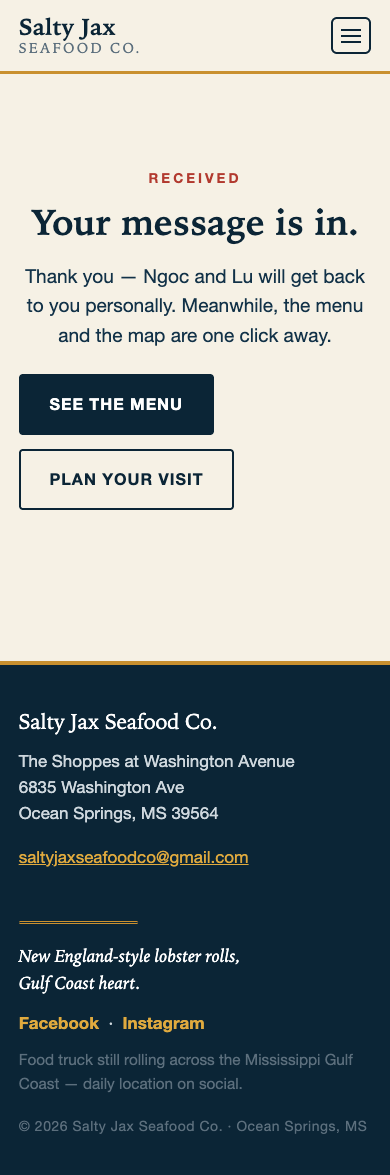 Salty Jax
SEAFOOD CO.
RECEIVED
Your message is in.
Thank you — Ngoc and Lu will get back
to you personally. Meanwhile, the menu
and the map are one click away.
SEE THE MENU
PLAN YOUR VISIT
Salty Jax Seafood Co.
The Shoppes at Washington Avenue
6835 Washington Ave
Ocean Springs, MS 39564
saltyjaxseafoodco@gmail.com
New England-style lobster rolls,
Gulf Coast heart.
Facebook · Instagram
Food truck still rolling across the Mississippi Gulf
Coast — daily location on social.
© 2026 Salty Jax Seafood Co. · Ocean Springs, MS